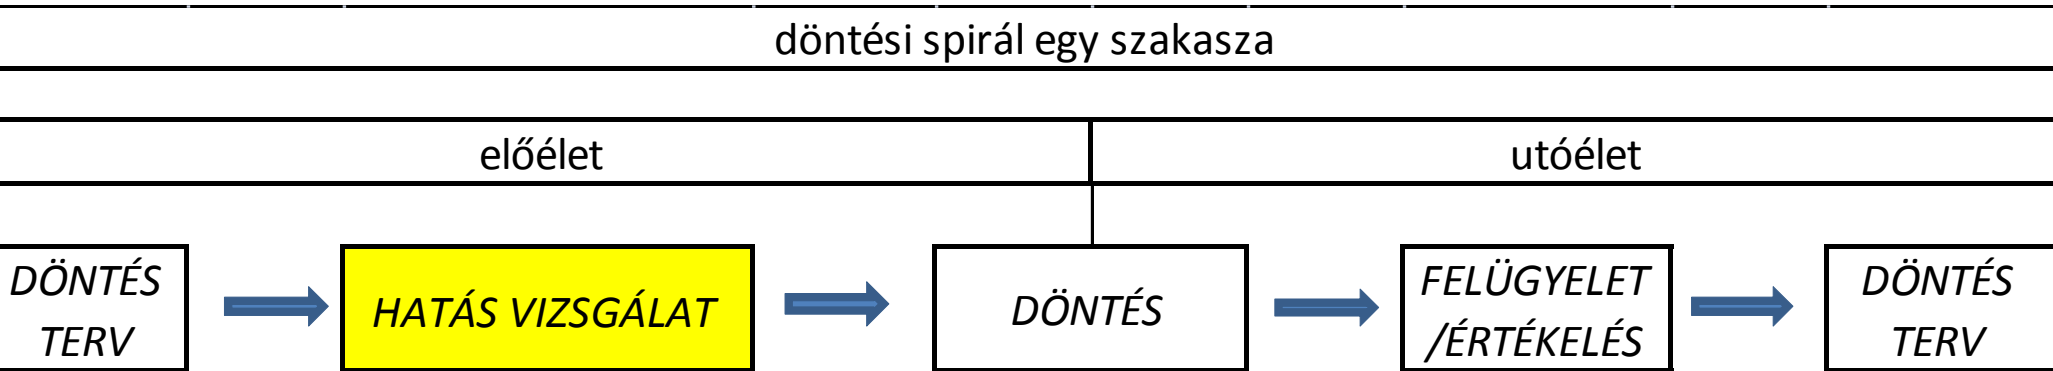 döntési spirál egy szakasza
előélet
utóélet
DÖNTÉS
TERV
HATÁS VIZSGÁLAT
DÖNTÉS
FELÜGYELET
/ÉRTÉKELÉS
DÖNTÉS
TERV